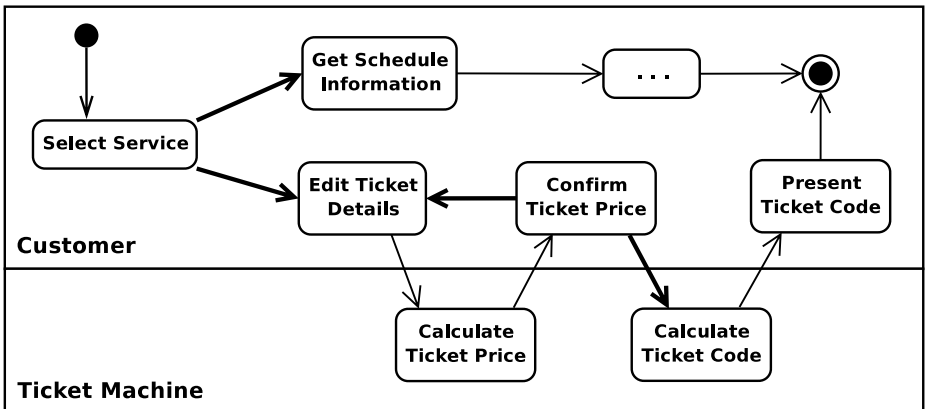 Get Schedule
Information
...
Select Service
Edit Ticket
Details
Confirm
Ticket Price
Present
Ticket Code
Customer
Calculate
Ticket Price
Calculate
Ticket Code
Ticket Machine